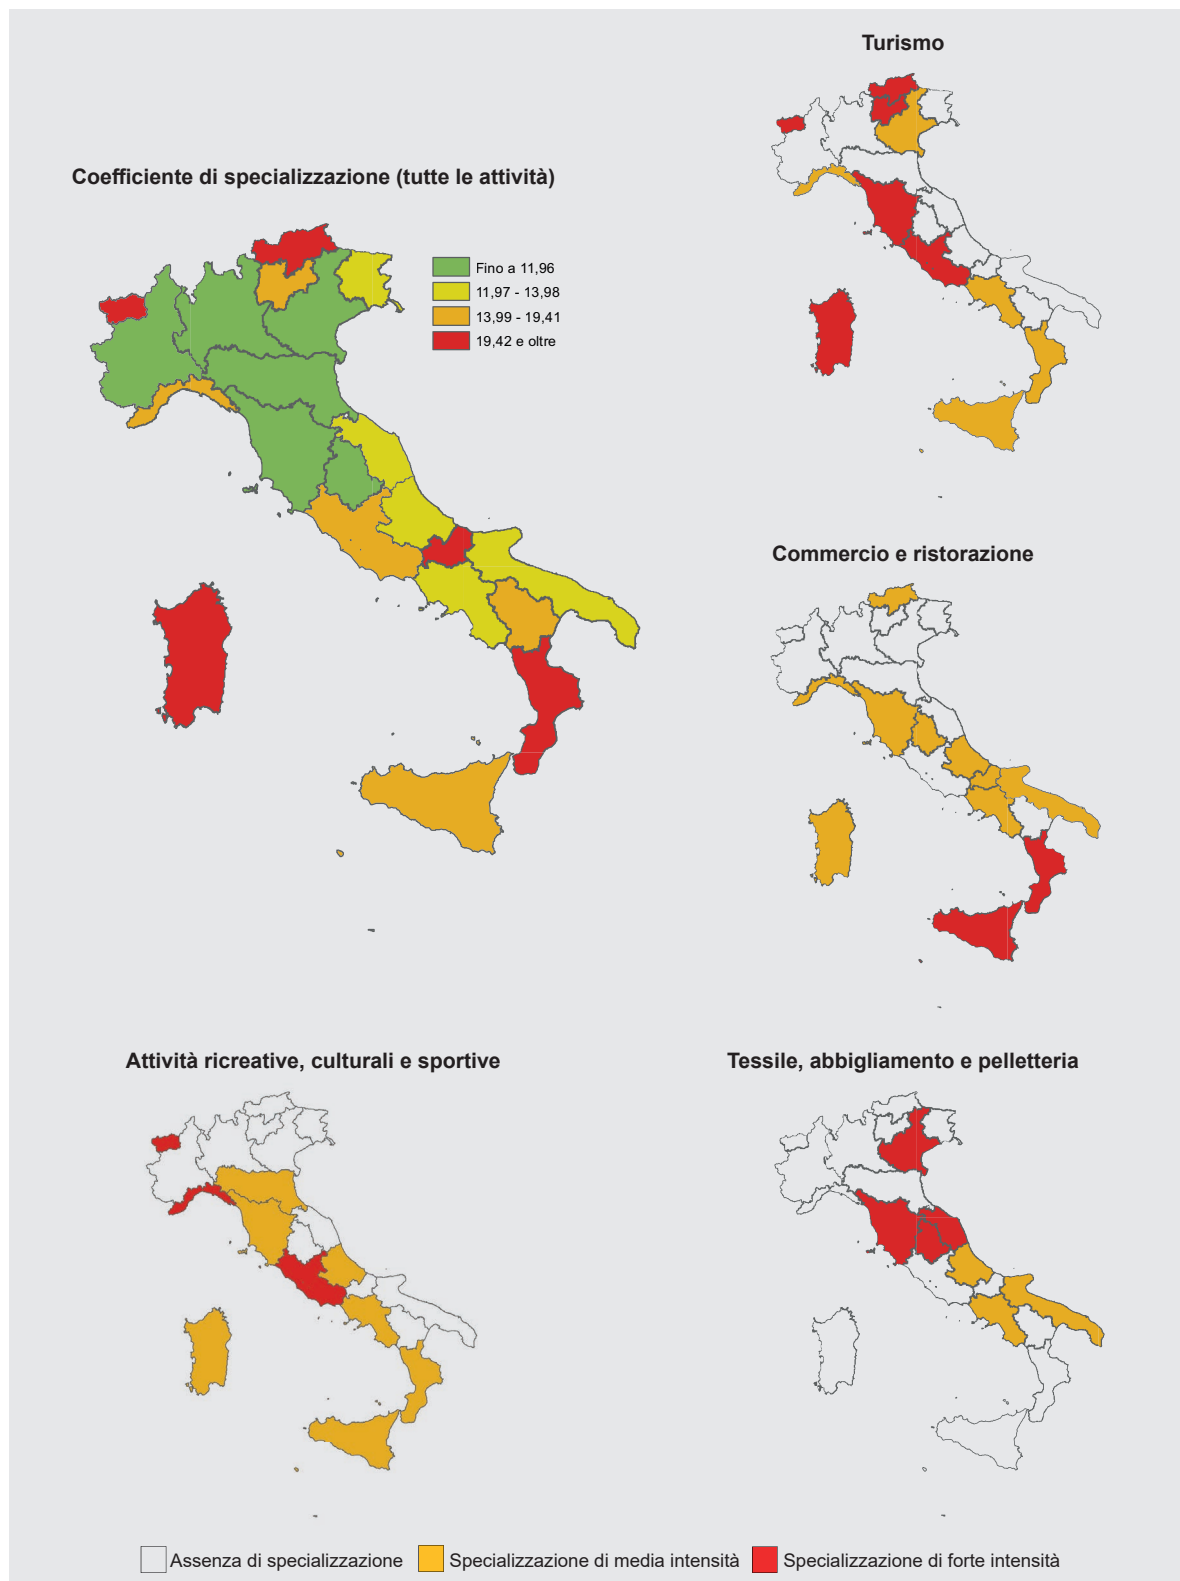 Turismo
Coefficiente di specializzazione (tutte le attività)
Fino a 11,96
11,97 - 13,98
13,99 - 19,41
19,42 e oltre
Commercio e ristorazione
Attività ricreative, culturali e sportive
Tessile, abbigliamento e pelletteria
Assenza di specializzazione
Specializzazione di media intensità
Specializzazione di forte intensità